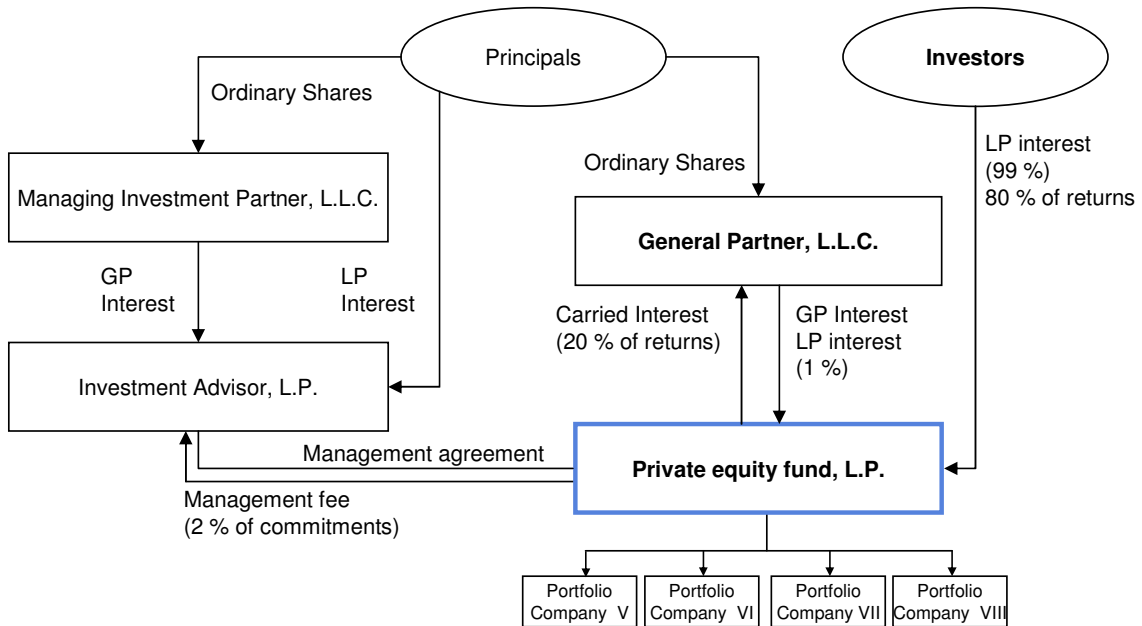 Principals
Investors
Ordinary Shares
LP interest
(99 %)
80 % of returns
Ordinary Shares
Managing Investment Partner, L.L.C.
General Partner, L.L.C.
GP
Interest
LP
Interest
Carried Interest
(20 % of returns)
GP Interest
LP interest
(1 %)
Investment Advisor, L.P.
Management agreement
Private equity fund, L.P.
Management fee
(2 % of commitments)
Portfolio
Company V
Portfolio
Company VI
Portfolio
Company VII
Portfolio
Company VIII